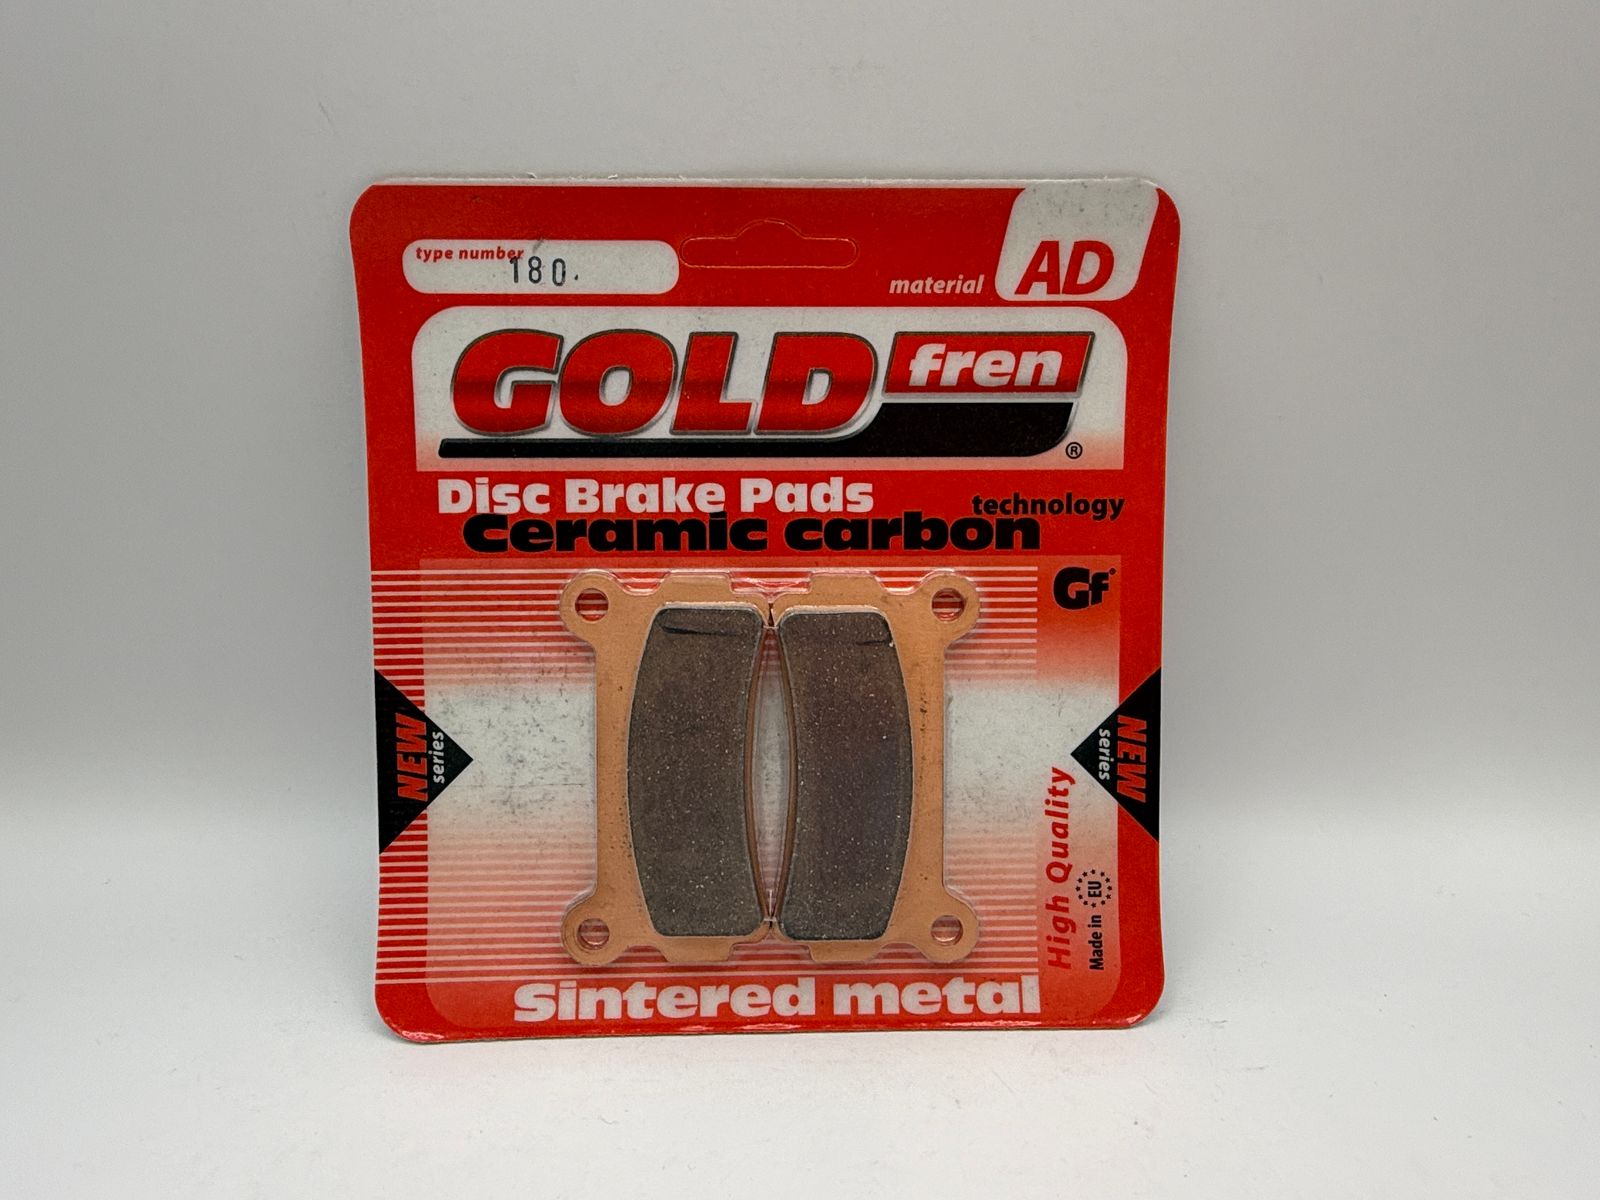 type number
180.
material
AD
GOLD fren
®
Disc Brake Pads
Ceramic carbon
technology
Gf
NEW
series
NEW
series
High Quality
Made in EU
Sintered metal